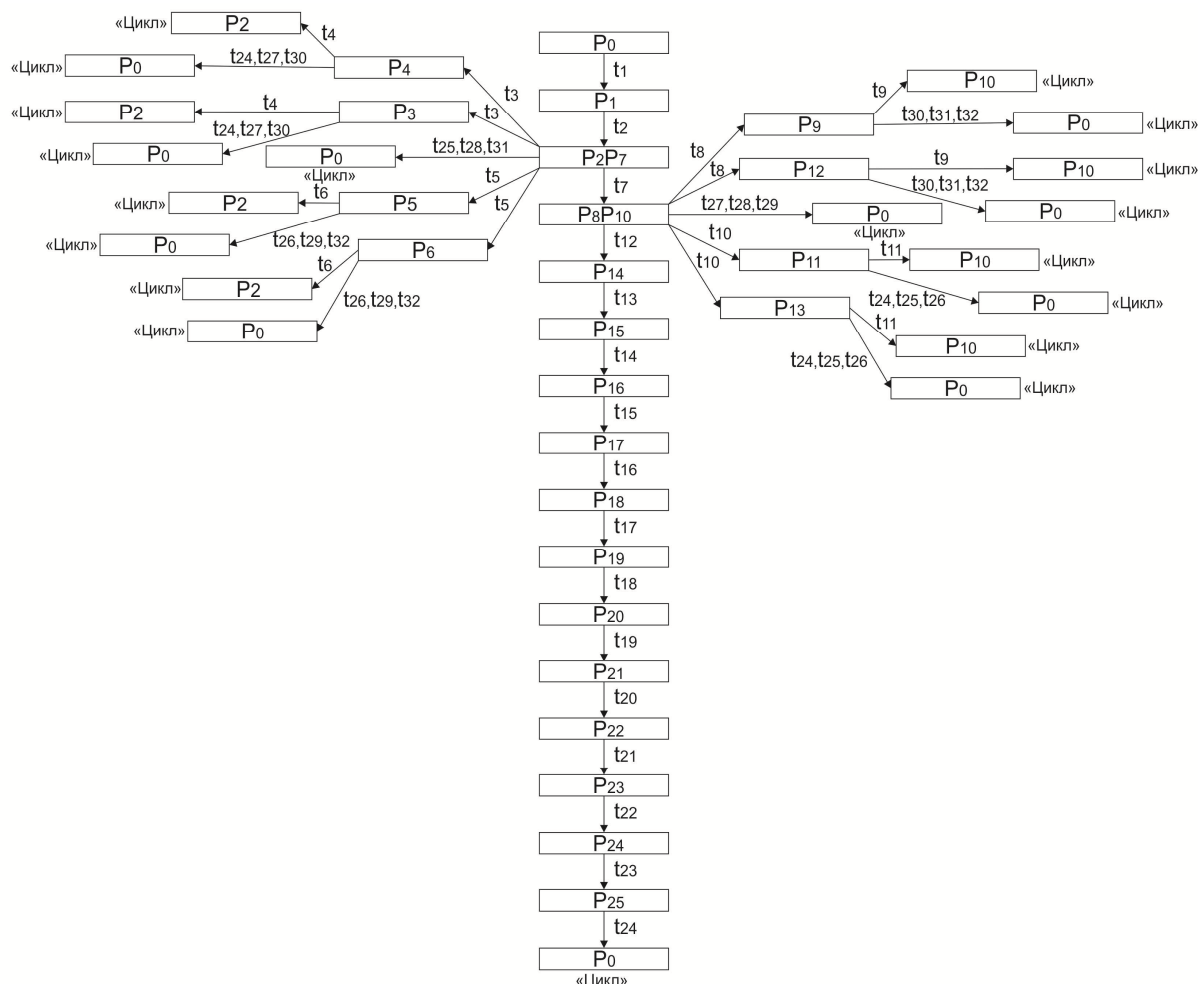 P0
t1
P1
t2
P2P7
t7
P8P10
t12
P14
t13
P15
t14
P16
t15
P17
t16
P18
t17
P19
t18
P20
t19
P21
t20
P22
t21
P23
t22
P24
t23
P25
t24
P0
«Цикл»
t3
P4
t4
«Цикл» P2
t24,t27,t30
«Цикл» P0
t3
P3
t4
«Цикл» P2
t24,t27,t30
«Цикл» P0
t25,t28,t31
P0
«Цикл»
t5
P5
t6
«Цикл» P2
t26,t29,t32
«Цикл» P0
t5
P6
t6
«Цикл» P2
t26,t29,t32
«Цикл» P0
t8
P9
t9
P10 «Цикл»
t30,t31,t32
P0 «Цикл»
t8
P12
t9
P10 «Цикл»
t30,t31,t32
P0 «Цикл»
t27,t28,t29
P0
«Цикл»
t10
P11
t11
P10 «Цикл»
t24,t25,t26
P0 «Цикл»
t10
P13
t11
P10 «Цикл»
t24,t25,t26
P0 «Цикл»